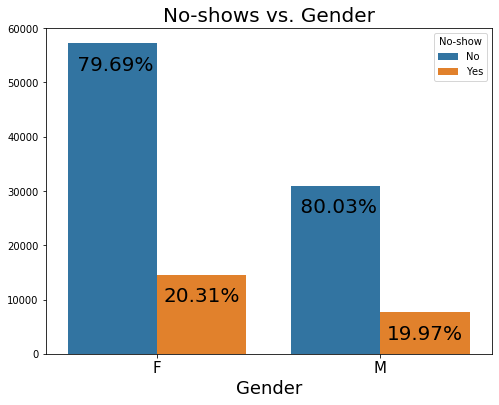 No-shows vs. Gender
60000
50000
40000
30000
20000
10000
0
No-show
No
Yes
79.69%
20.31%
80.03%
19.97%
F
M
Gender